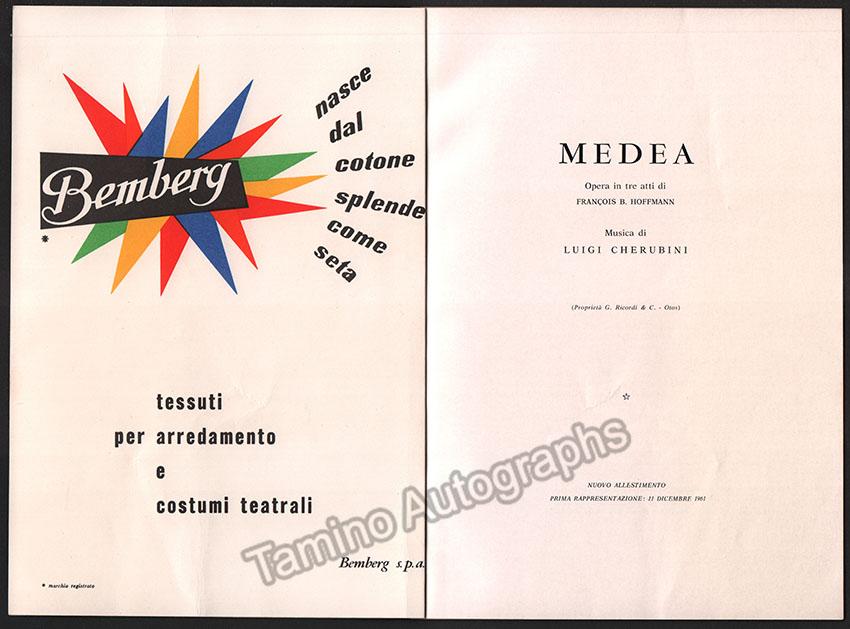 Bemberg
*
nasce
dal
cotone
splende
come
seta
tessuti
per arredamento
e
costumi teatrali
Bemberg s.p.a.
* marchio registrato
MEDEA
Opera in tre atti di
FRANÇOIS B. HOFFMANN
Musica di
LUIGI CHERUBINI
(Proprietà G. Ricordi & C. - Otos)
NUOVO ALLESTIMENTO
PRIMA RAPPRESENTAZIONE: 11 DICEMBRE 1961
Tamino Autographs